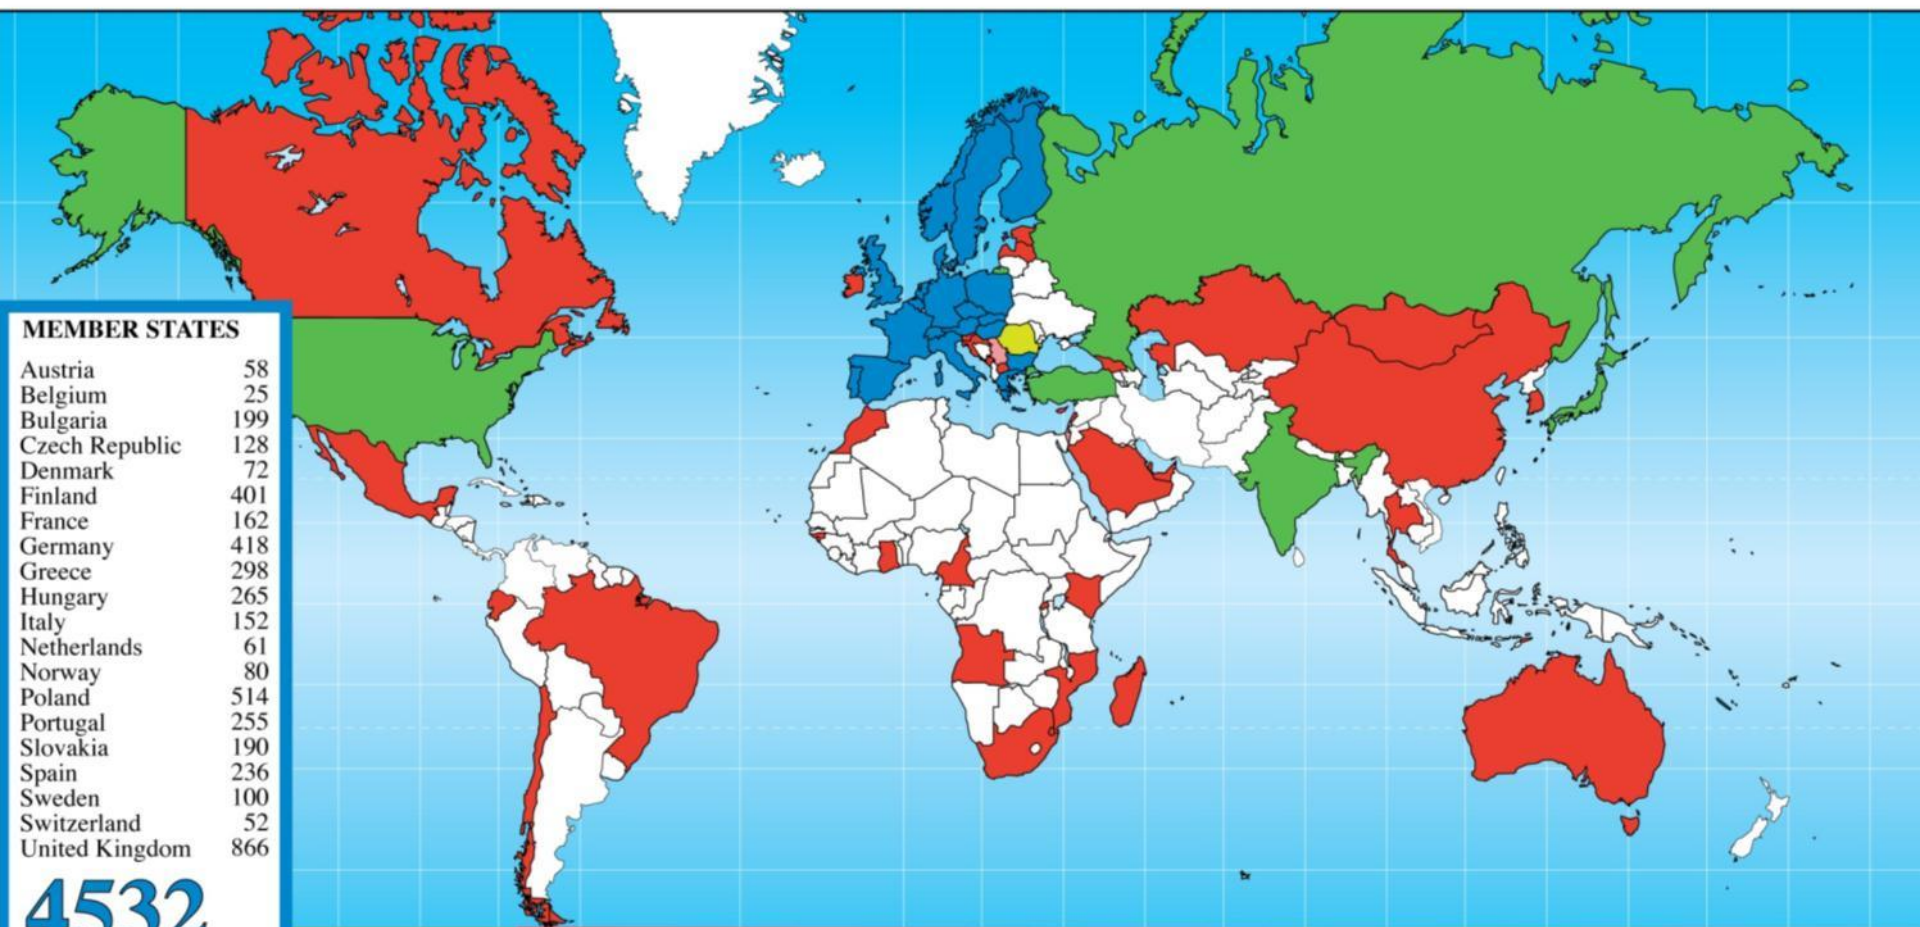 MEMBER STATES
Austria 58
Belgium 25
Bulgaria 199
Czech Republic 128
Denmark 72
Finland 401
France 162
Germany 418
Greece 298
Hungary 265
Italy 152
Netherlands 61
Norway 80
Poland 514
Portugal 255
Slovakia 190
Spain 236
Sweden 100
Switzerland 52
United Kingdom 866
4532